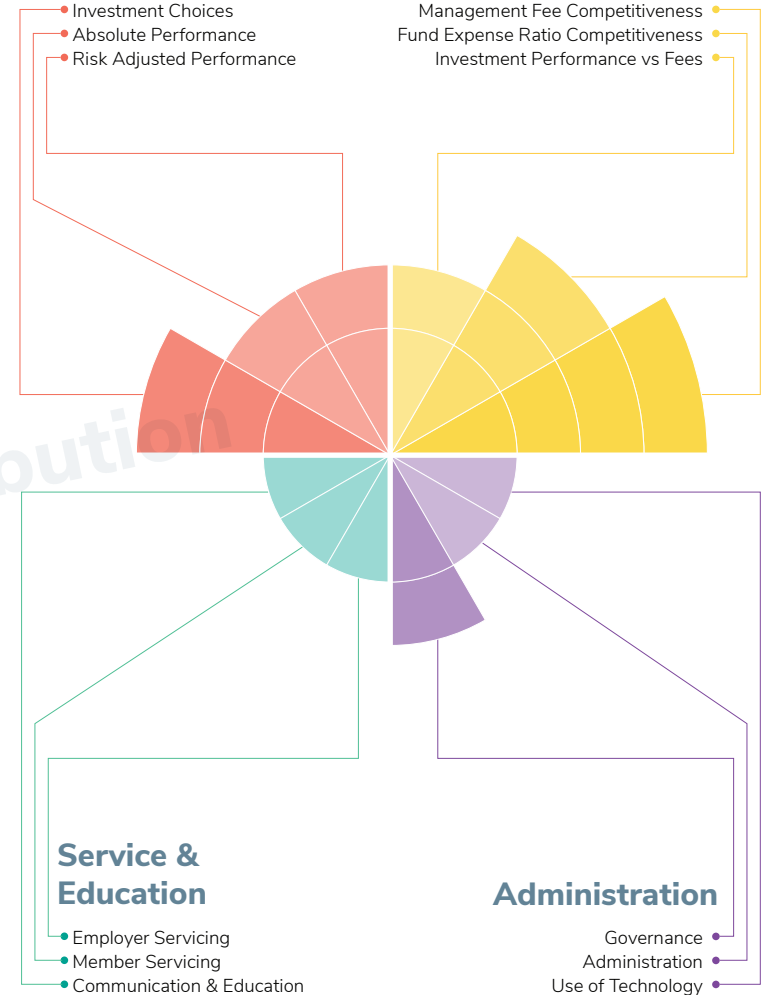 Investment Choices
Absolute Performance
Risk Adjusted Performance
Management Fee Competitiveness
Fund Expense Ratio Competitiveness
Investment Performance vs Fees
bution
Service &
Education
Employer Servicing
Member Servicing
Communication & Education
Administration
Governance
Administration
Use of Technology